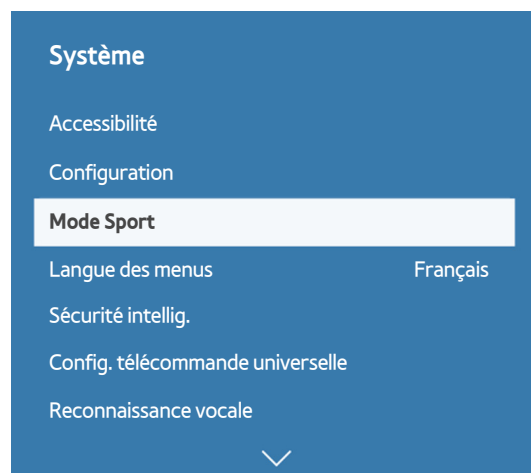 Système
Accessibilité
Configuration
Mode Sport
Langue des menus Français
Sécurité intellig.
Config. télécommande universelle
Reconnaissance vocale